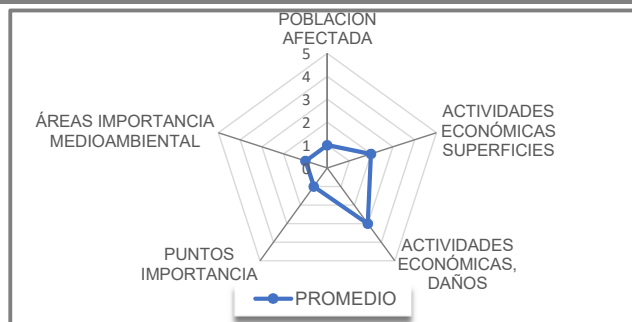 POBLACIÓN
AFECTADA
5
4
3
2
1
0
ACTIVIDADES
ECONÓMICAS
SUPERFICIES
ACTIVIDADES
ECONÓMICAS,
DAÑOS
PUNTOS
IMPORTANCIA
ÁREAS IMPORTANCIA
MEDIOAMBIENTAL
PROMEDIO